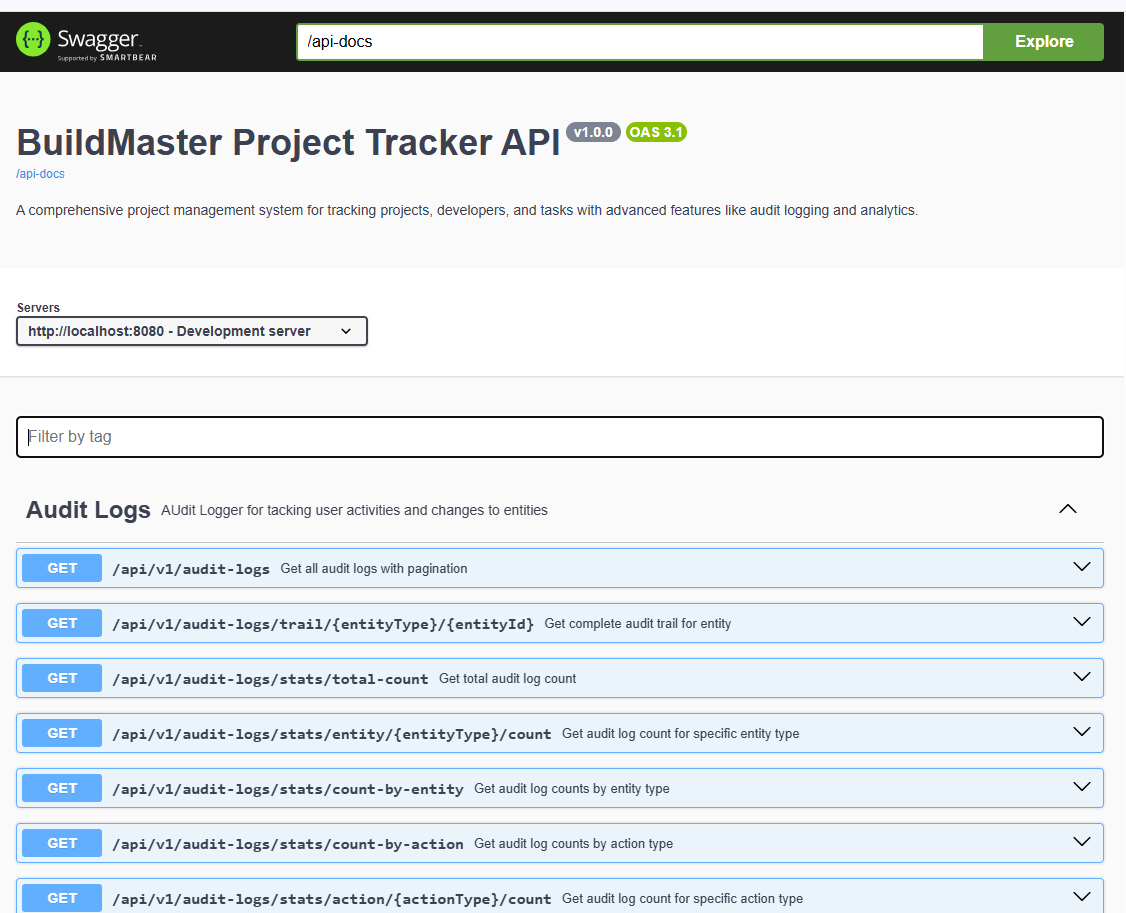 {···} Swagger
Supported by SMARTBEAR
/api-docs
Explore
BuildMaster Project Tracker API v1.0.0 OAS 3.1
/api-docs
A comprehensive project management system for tracking projects, developers, and tasks with advanced features like audit logging and analytics.
Servers
http://localhost:8080 - Development server
Filter by tag
Audit Logs AUdit Logger for tacking user activities and changes to entities
GET /api/v1/audit-logs Get all audit logs with pagination
GET /api/v1/audit-logs/trail/{entityType}/{entityId} Get complete audit trail for entity
GET /api/v1/audit-logs/stats/total-count Get total audit log count
GET /api/v1/audit-logs/stats/entity/{entityType}/count Get audit log count for specific entity type
GET /api/v1/audit-logs/stats/count-by-entity Get audit log counts by entity type
GET /api/v1/audit-logs/stats/count-by-action Get audit log counts by action type
GET /api/v1/audit-logs/stats/action/{actionType}/count Get audit log count for specific action type